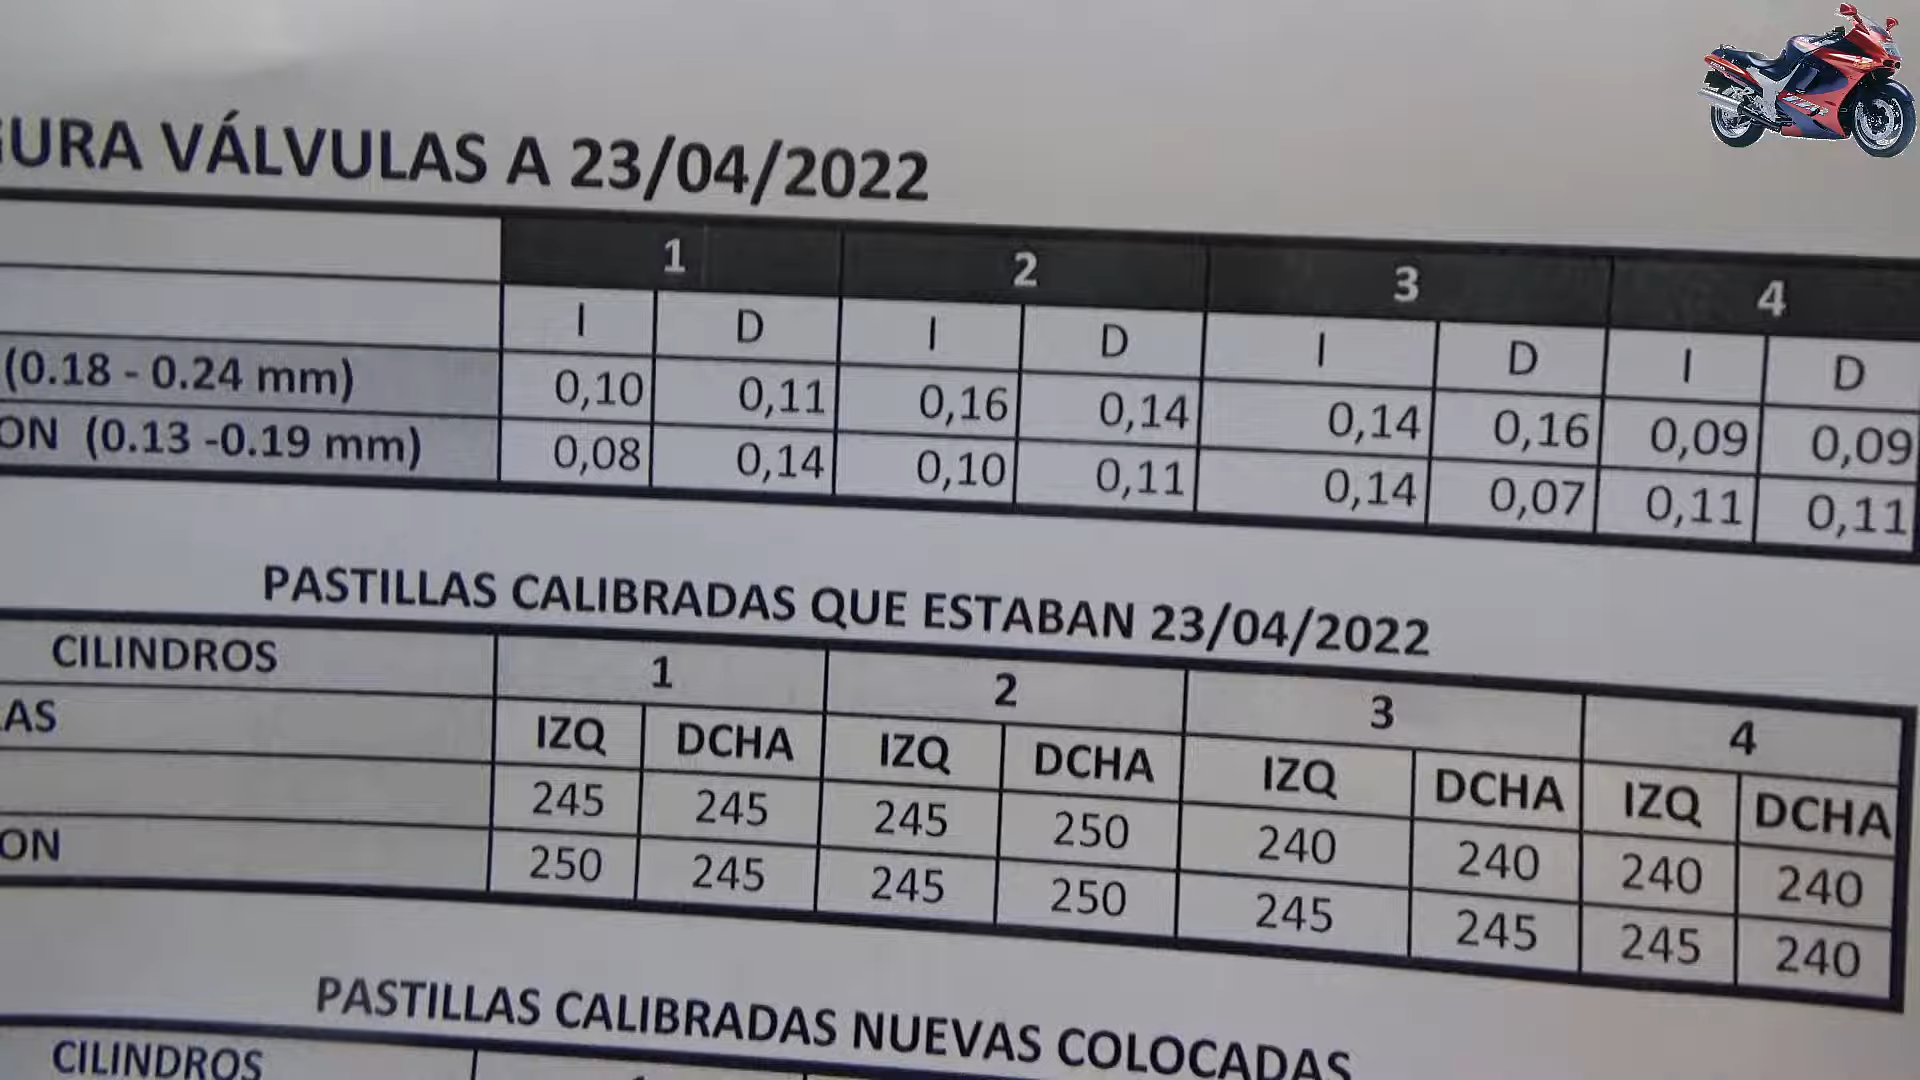 URA VÁLVULAS A 23/04/2022
1 2 3 4
I D I D I D I D
(0.18 - 0.24 mm) 0,10 0,11 0,16 0,14 0,14 0,16 0,09 0,09
ON (0.13 -0.19 mm) 0,08 0,14 0,10 0,11 0,14 0,07 0,11 0,11
PASTILLAS CALIBRADAS QUE ESTABAN 23/04/2022
CILINDROS 1 2 3 4
LAS IZQ DCHA IZQ DCHA IZQ DCHA IZQ DCHA
245 245 245 250 240 240 240 240
ON 250 245 245 250 245 245 245 240
PASTILLAS CALIBRADAS NUEVAS COLOCADAS
CILINDROS